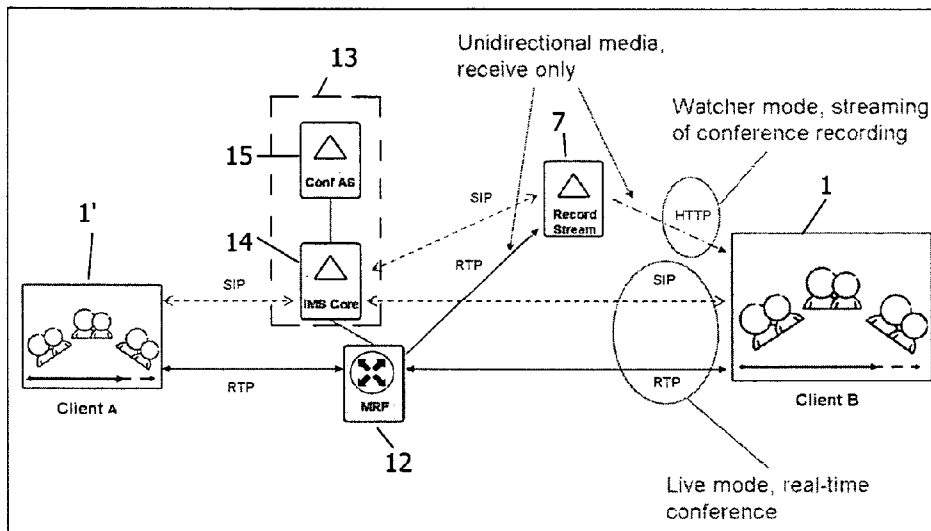 Unidirectional media,
receive only
13
Watcher mode, streaming
of conference recording
7
15
Conf AS
SIP
Record
Stream
HTTP
1
1'
14
RTP
SIP
IMS Core
SIP
RTP
MRF
RTP
Client A
Client B
12
Live mode, real-time
conference